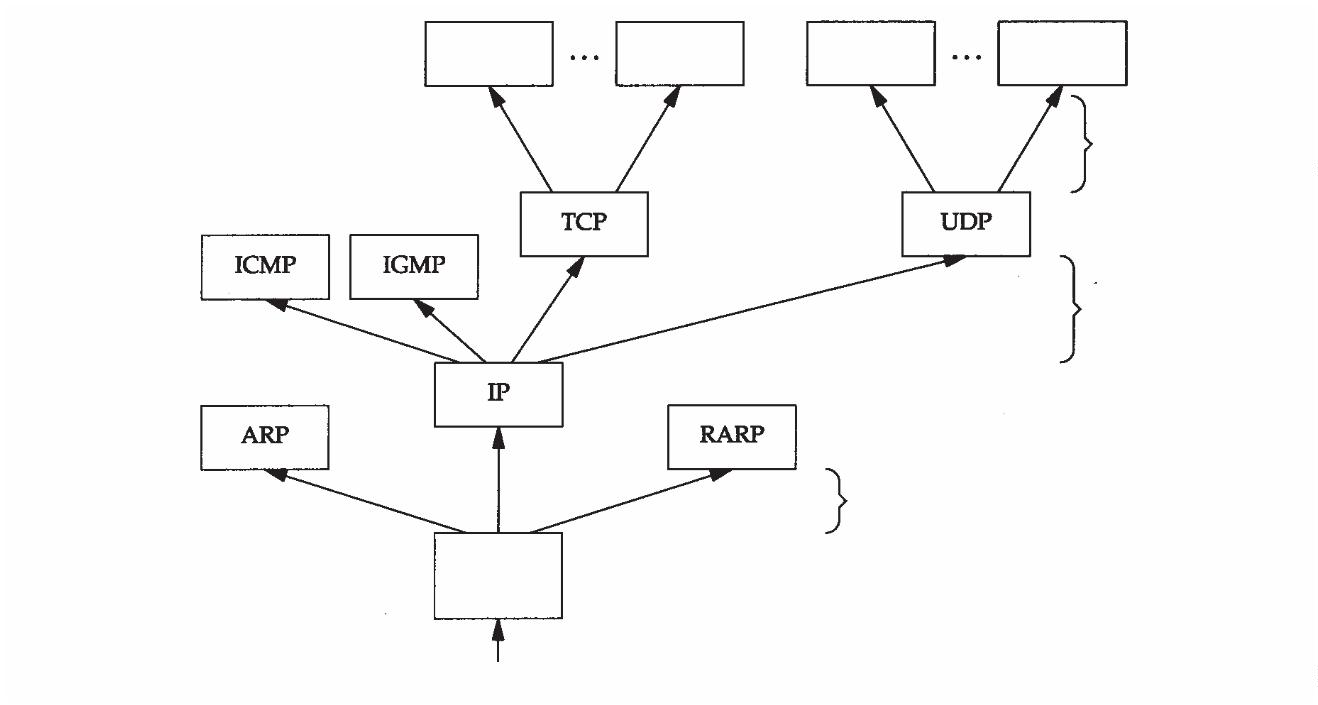 ... ...
TCP UDP
ICMP IGMP
IP
ARP RARP